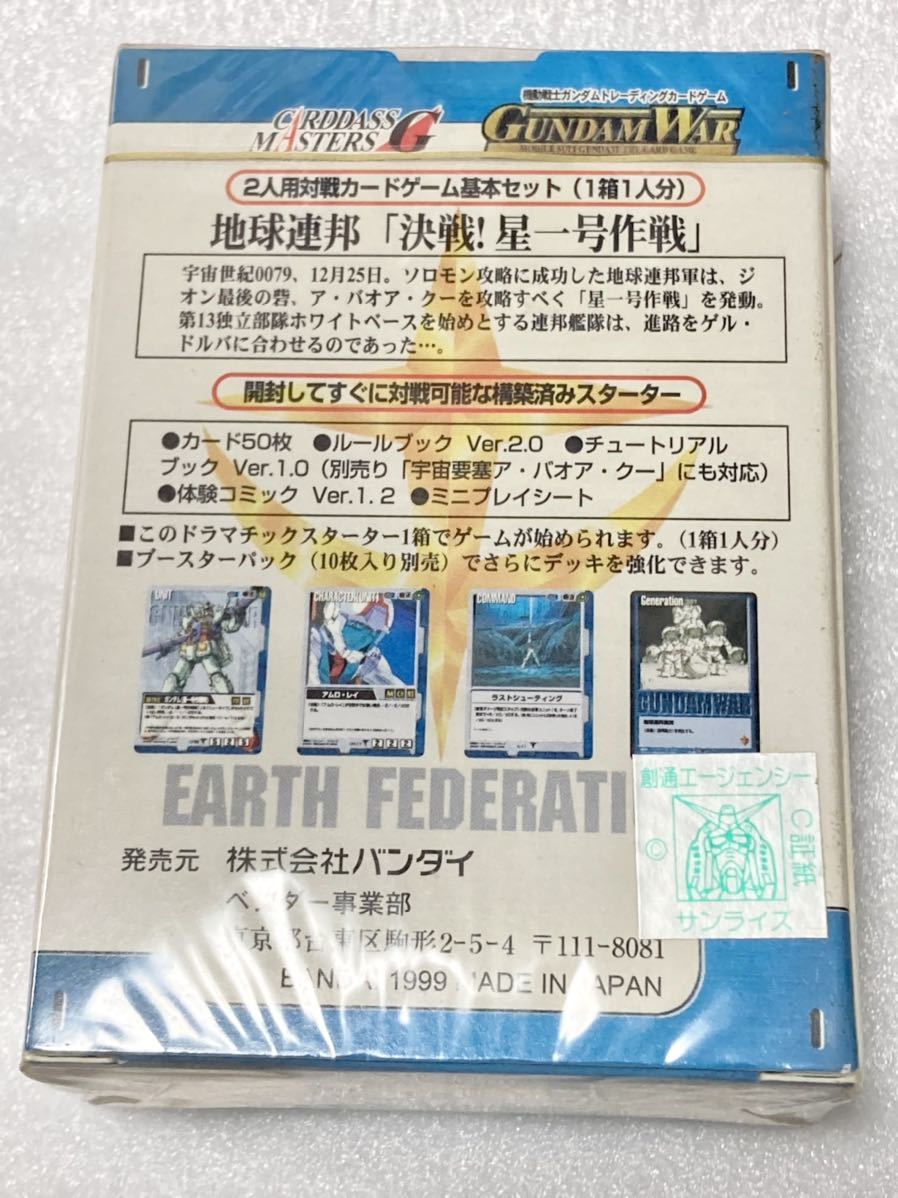 機動戦士ガンダムトレーディングカードゲーム
CARDDASS MASTERS G
GUNDAM WAR
MOBILE SUIT GUNDAM THE CARD GAME
2人用対戦カードゲーム基本セット(1箱1人分)
地球連邦「決戦!星一号作戦」
宇宙世紀0079、12月25日。ソロモン攻略に成功した地球連邦軍は、ジ
オン最後の砦、ア・バオア・クーを攻略すべく「星一号作戦」を発動。
第13独立部隊ホワイトベースを始めとする連邦艦隊は、進路をゲル・
ドルバに合わせるのであった…。
開封してすぐに対戦可能な構築済みスターター
●カード50枚 ●ルールブック Ver.2.0 ●チュートリアル
ブック Ver.1.0(別売り「宇宙要塞ア・バオア・クー」にも対応)
●体験コミック Ver.1.2 ●ミニプレイシート
■このドラマチックスターター1箱でゲームが始められます。(1箱1人分)
■ブースターパック(10枚入り別売)でさらにデッキを強化できます。
UNIT
CHARACTER(UNIT)
COMMAND
Generation
アムロ・レイ
ラストシューティング
GUNDAM WAR
EARTH FEDERATI
創通エージェンシー
C証紙
©
サンライズ
発売元 株式会社バンダイ
ベンダー事業部
東京都台東区駒形2-5-4 〒111-8081
BANDAI 1999 MADE IN JAPAN